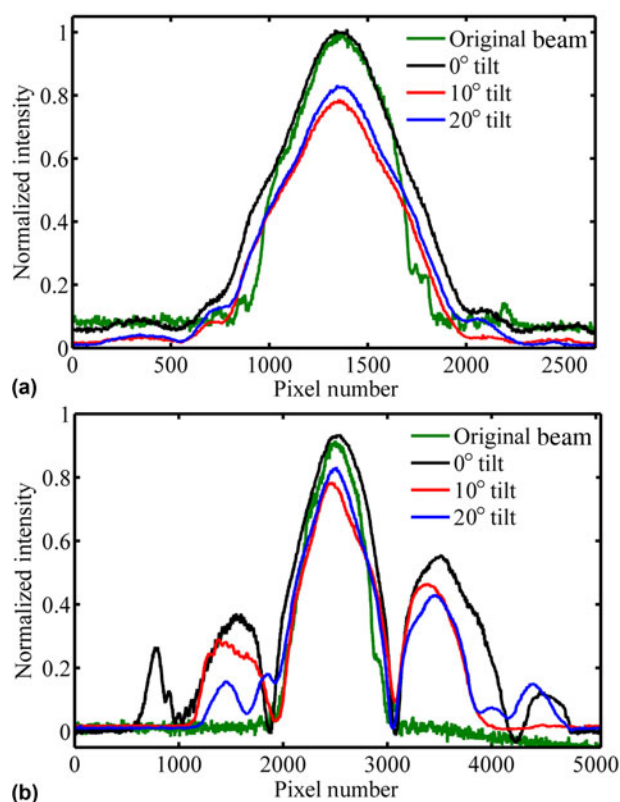 1
0.8
0.6
0.4
0.2
0
Normalized intensity
Original beam
0° tilt
10° tilt
20° tilt
0 500 1000 1500 2000 2500
Pixel number
(a)
1
0.8
0.6
0.4
0.2
0
Normalized intensity
Original beam
0° tilt
10° tilt
20° tilt
0 1000 2000 3000 4000 5000
Pixel number
(b)